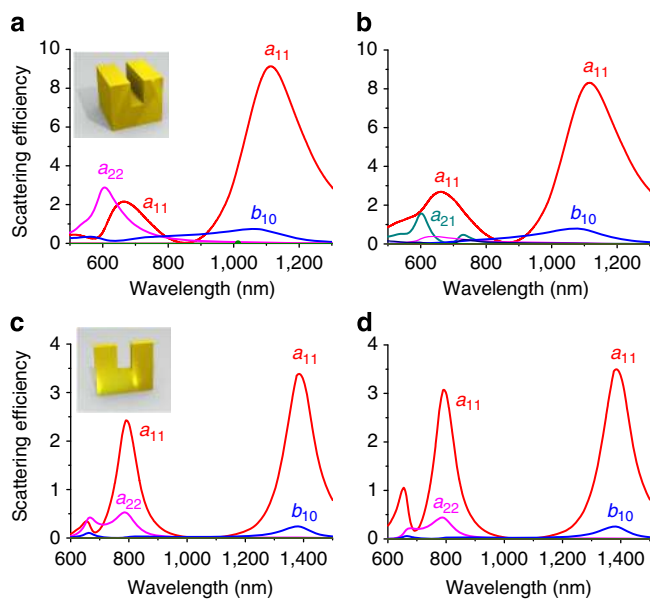 a
b
Scattering efficiency
10
8
6
4
2
0
a11
a22
a11
b10
600
800
1,000
1,200
Wavelength (nm)
Scattering efficiency
10
8
6
4
2
0
a11
a11
a21
b10
600
800
1,000
1,200
Wavelength (nm)
c
d
Scattering efficiency
4
3
2
1
0
a11
a11
a22
b10
600
800
1,000
1,200
1,400
Wavelength (nm)
Scattering efficiency
4
3
2
1
0
a11
a11
a22
b10
600
800
1,000
1,200
1,400
Wavelength (nm)